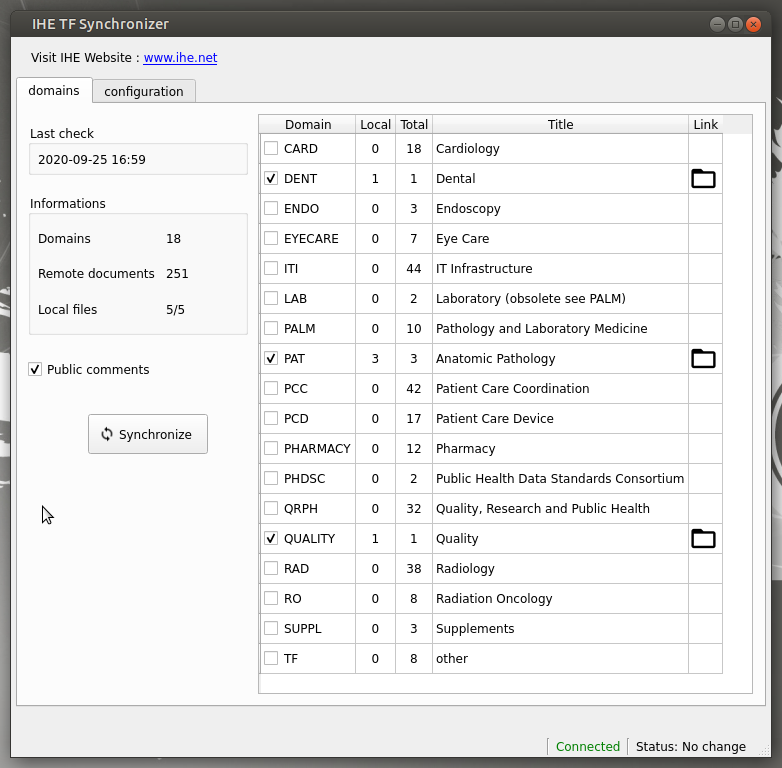 IHE TF Synchronizer
Visit IHE Website : www.ihe.net
domains configuration
Last check
2020-09-25 16:59
Informations
Domains 18
Remote documents 251
Local files 5/5
Public comments
Synchronize
Domain Local Total Title Link
CARD 0 18 Cardiology
DENT 1 1 Dental
ENDO 0 3 Endoscopy
EYECARE 0 7 Eye Care
ITI 0 44 IT Infrastructure
LAB 0 2 Laboratory (obsolete see PALM)
PALM 0 10 Pathology and Laboratory Medicine
PAT 3 3 Anatomic Pathology
PCC 0 42 Patient Care Coordination
PCD 0 17 Patient Care Device
PHARMACY 0 12 Pharmacy
PHDSC 0 2 Public Health Data Standards Consortium
QRPH 0 32 Quality, Research and Public Health
QUALITY 1 1 Quality
RAD 0 38 Radiology
RO 0 8 Radiation Oncology
SUPPL 0 3 Supplements
TF 0 8 other
Connected Status: No change